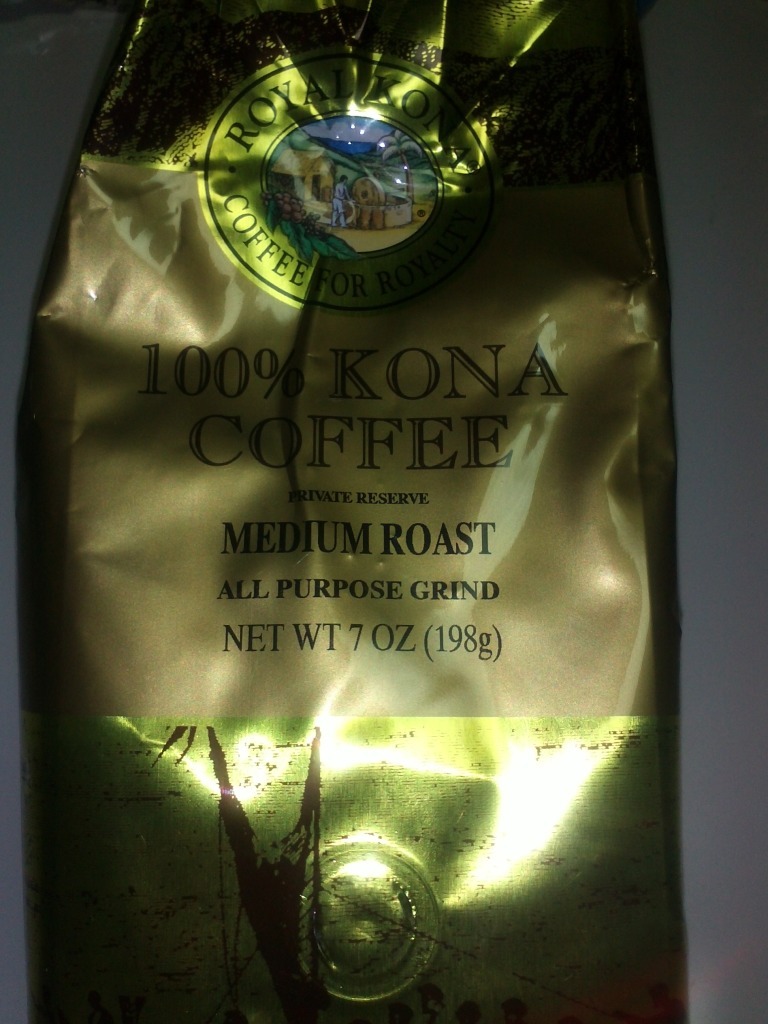 ROYAL KONA
COFFEE FOR ROYALTY
®
100% KONA
COFFEE
PRIVATE RESERVE
MEDIUM ROAST
ALL PURPOSE GRIND
NET WT 7 OZ (198g)